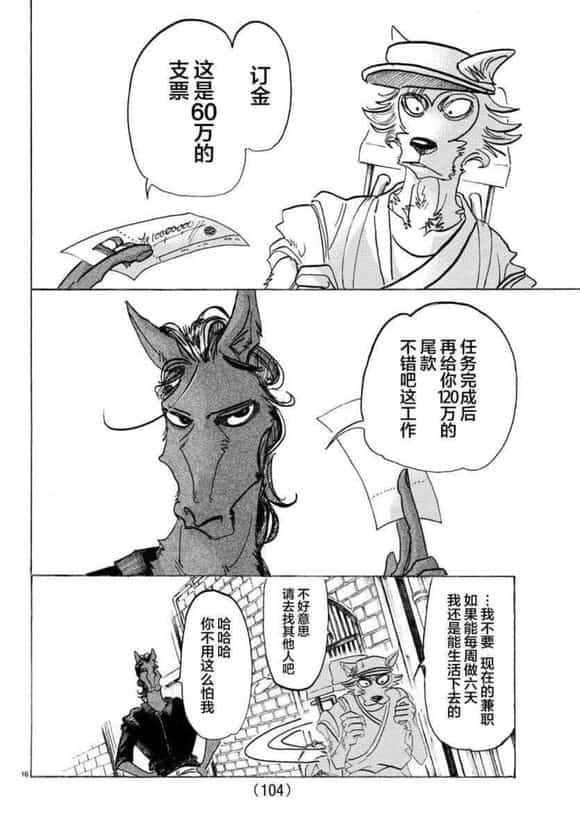 订金
这是60万的
支票
任务完成后
再给你120万的
尾款
不错吧这工作
…我不要 现在的兼职
如果能每周做六天
我还是能生活下去的
不好意思
请去找其他人吧
哈哈哈
你不用这么怕我
16
(104)